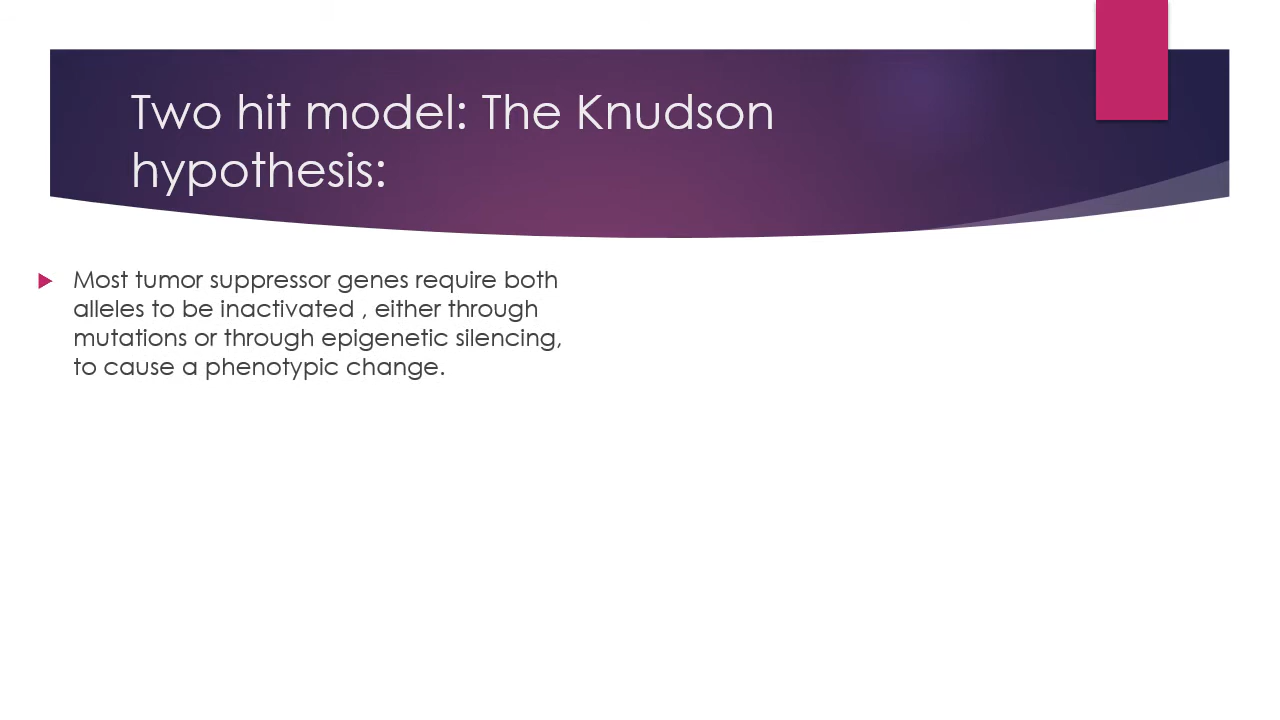 Two hit model: The Knudson
hypothesis:
Most tumor suppressor genes require both
alleles to be inactivated , either through
mutations or through epigenetic silencing,
to cause a phenotypic change.